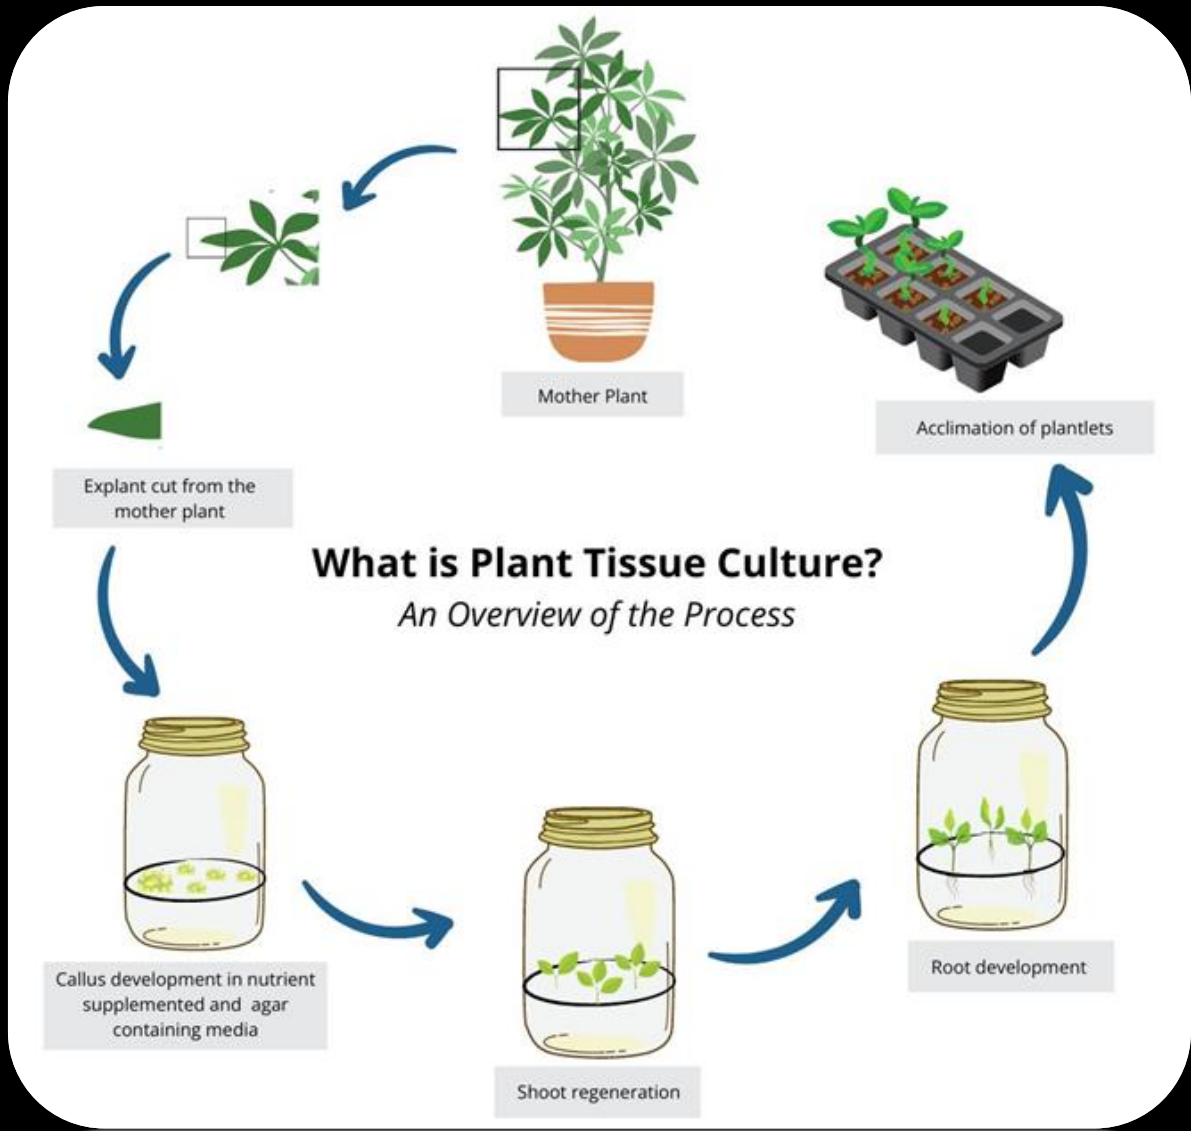 Mother Plant
Acclimation of plantlets
Explant cut from the
mother plant
What is Plant Tissue Culture?
An Overview of the Process
Callus development in nutrient
supplemented and agar
containing media
Shoot regeneration
Root development